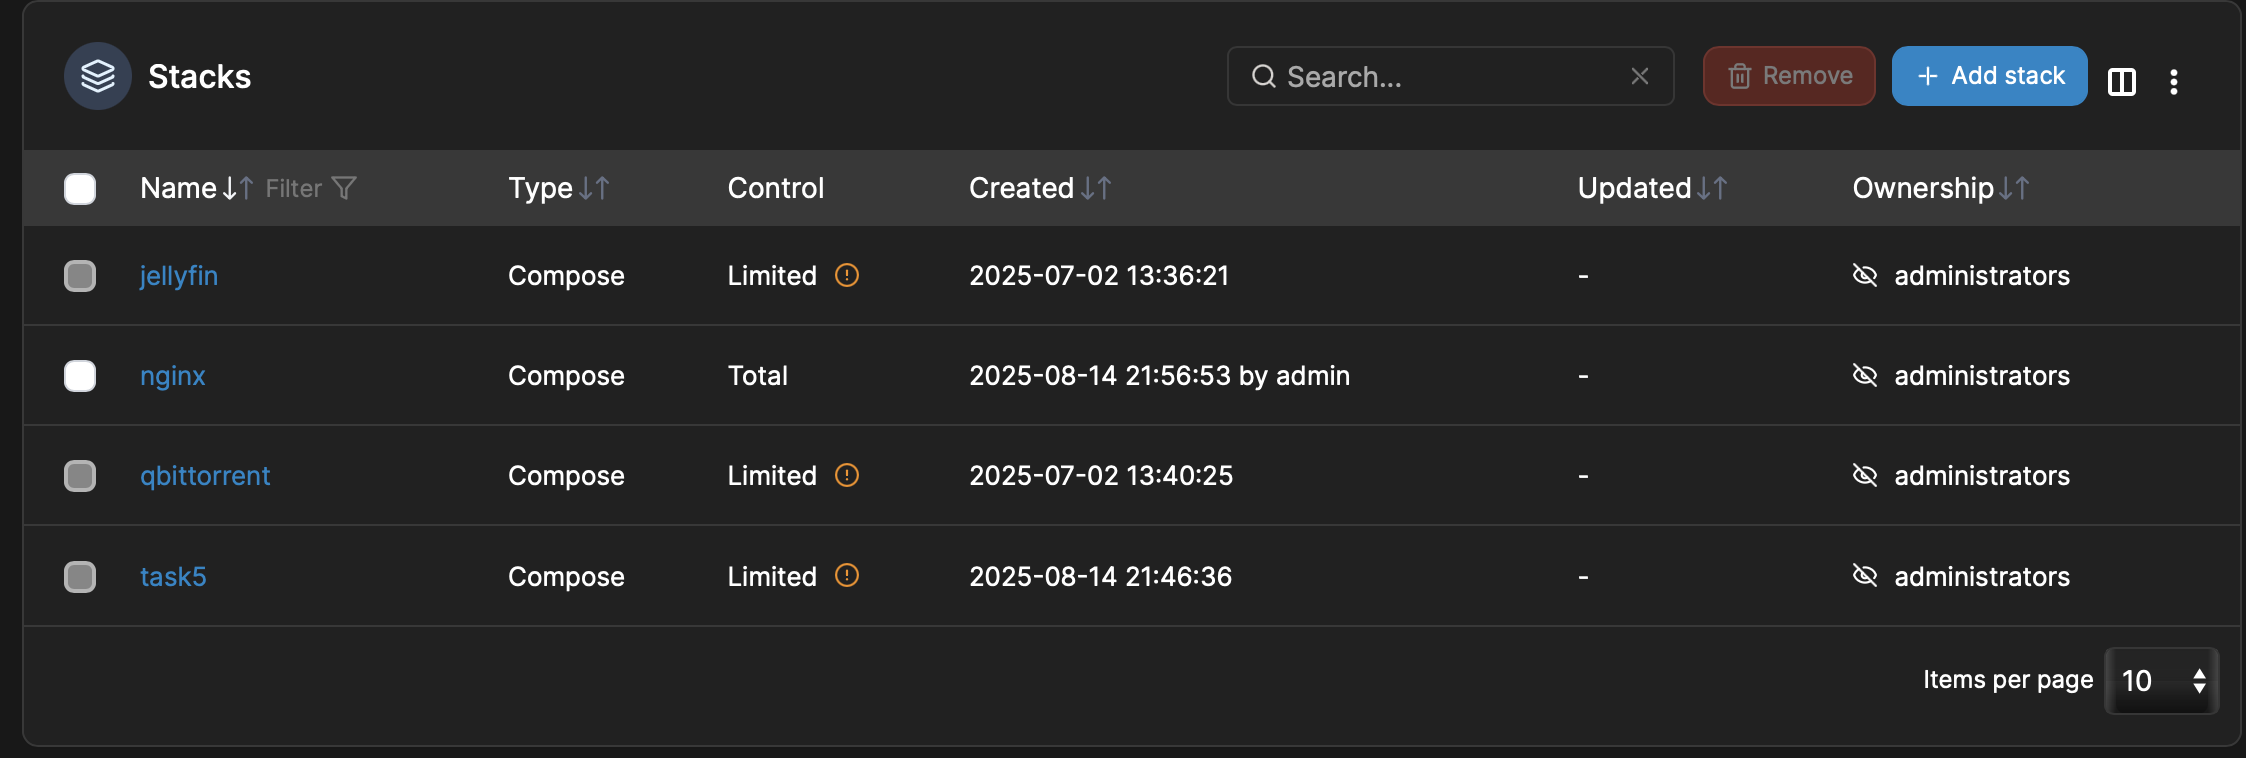 Stacks
Search...
Remove
Add stack
Name Filter Type Control Created Updated Ownership
jellyfin Compose Limited 2025-07-02 13:36:21 - administrators
nginx Compose Total 2025-08-14 21:56:53 by admin - administrators
qbittorrent Compose Limited 2025-07-02 13:40:25 - administrators
task5 Compose Limited 2025-08-14 21:46:36 - administrators
Items per page 10